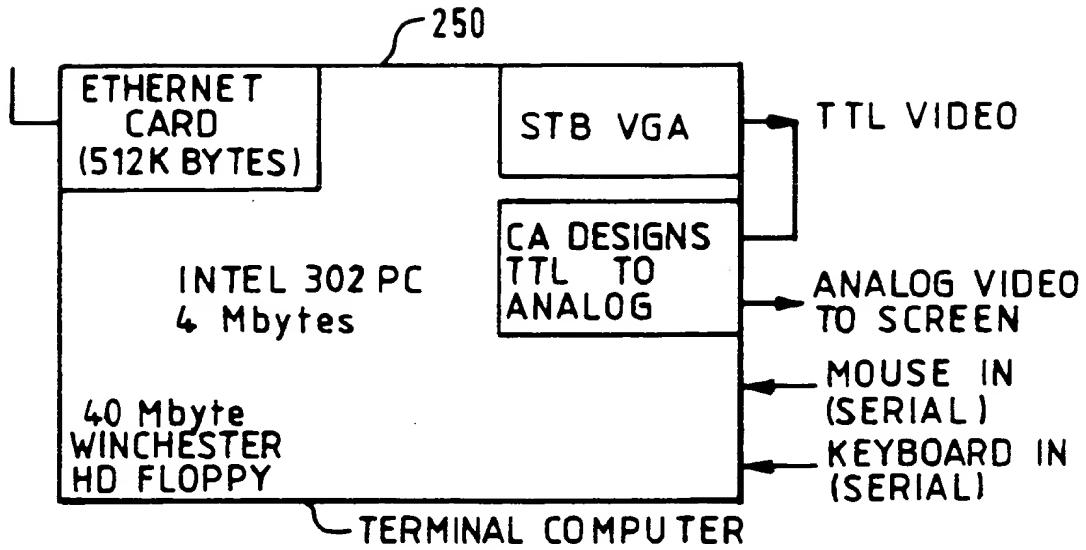 250
ETHERNET
CARD
(512K BYTES)
STB VGA
TTL VIDEO
CA DESIGNS
TTL TO
ANALOG
INTEL 302 PC
4 Mbytes
ANALOG VIDEO
TO SCREEN
MOUSE IN
(SERIAL)
40 Mbyte
WINCHESTER
HD FLOPPY
KEYBOARD IN
(SERIAL)
TERMINAL COMPUTER